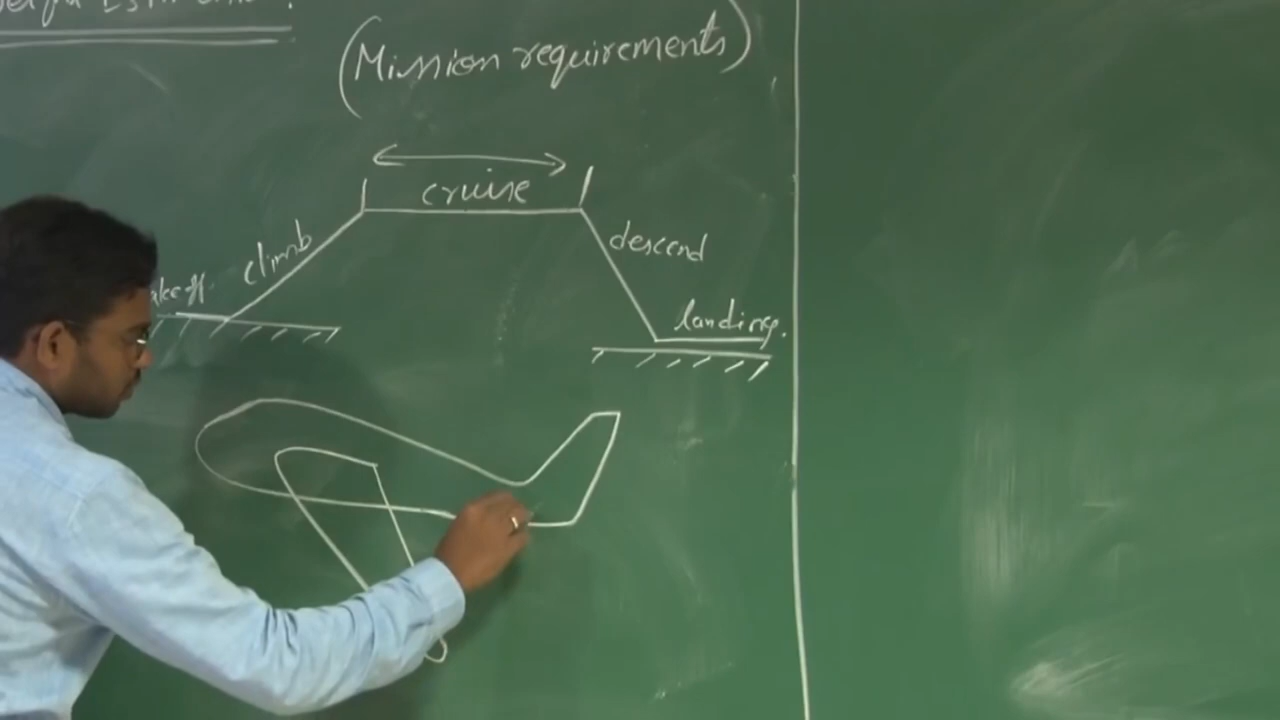 (Mission requirements)
cruise
climb
descend
landing.